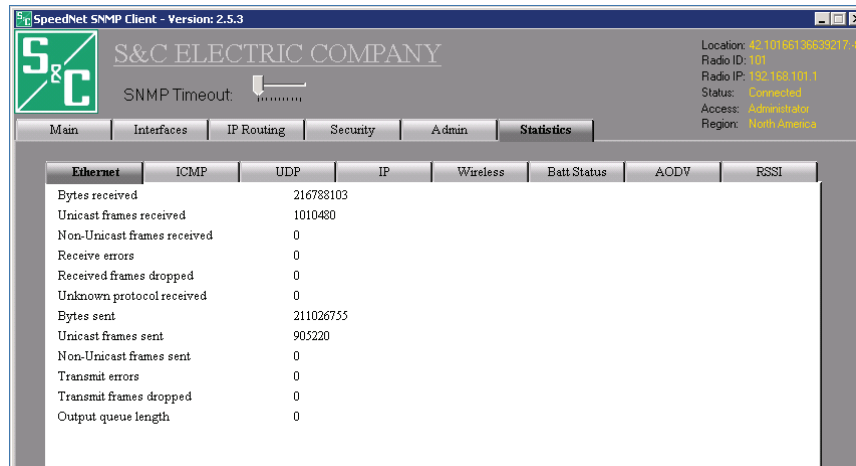 SpeedNet SNMP Client - Version: 2.5.3
S&C
S&C ELECTRIC COMPANY
SNMP Timeout:
Location: 42.10166136639217:-
Radio ID: 101
Radio IP: 192.168.101.1
Status: Connected
Access: Administrator
Region: North America
Main Interfaces IP Routing Security Admin Statistics
Ethernet ICMP UDP IP Wireless Batt Status AODV RSSI
Bytes received 216788103
Unicast frames received 1010480
Non-Unicast frames received 0
Receive errors 0
Received frames dropped 0
Unknown protocol received 0
Bytes sent 211026755
Unicast frames sent 905220
Non-Unicast frames sent 0
Transmit errors 0
Transmit frames dropped 0
Output queue length 0